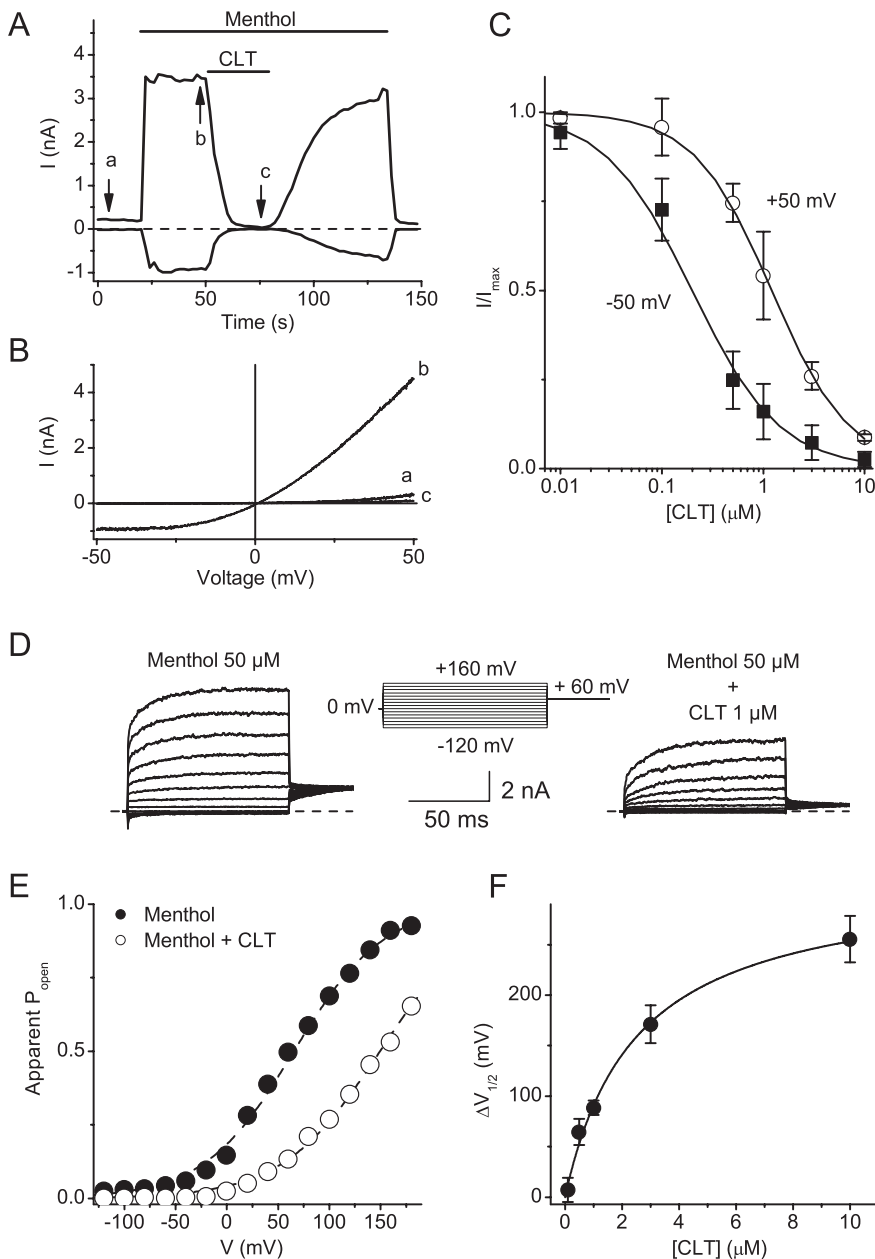 A
Menthol
CLT
a
b
c
4
3
2
1
0
-1
I (nA)
0
50
100
150
Time (s)
B
4
2
0
I (nA)
b
a
c
-50
0
50
Voltage (mV)
C
1.0
0.5
0.0
I/Imax
+50 mV
-50 mV
0.01
0.1
1
10
[CLT] (μM)
D
Menthol 50 μM
+160 mV
+ 60 mV
0 mV
-120 mV
2 nA
50 ms
Menthol 50 μM
+
CLT 1 μM
E
Menthol
Menthol + CLT
1.0
0.5
0.0
Apparent Popen
-100
-50
0
50
100
150
V (mV)
F
200
100
0
ΔV1/2 (mV)
0
2
4
6
8
10
[CLT] (μM)